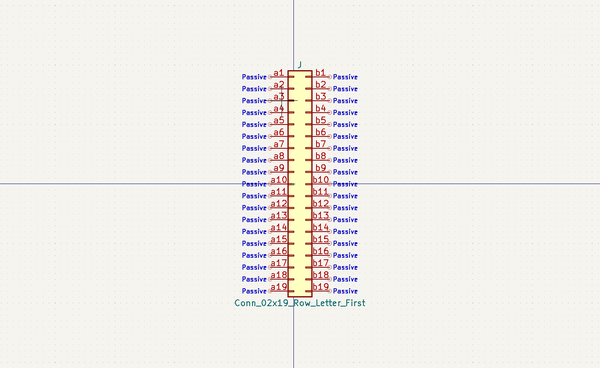 J
Passive a1 b1 Passive
Passive a2 b2 Passive
Passive a3 b3 Passive
Passive a4 b4 Passive
Passive a5 b5 Passive
Passive a6 b6 Passive
Passive a7 b7 Passive
Passive a8 b8 Passive
Passive a9 b9 Passive
Passive a10 b10 Passive
Passive a11 b11 Passive
Passive a12 b12 Passive
Passive a13 b13 Passive
Passive a14 b14 Passive
Passive a15 b15 Passive
Passive a16 b16 Passive
Passive a17 b17 Passive
Passive a18 b18 Passive
Passive a19 b19 Passive
Conn_02x19_Row_Letter_First